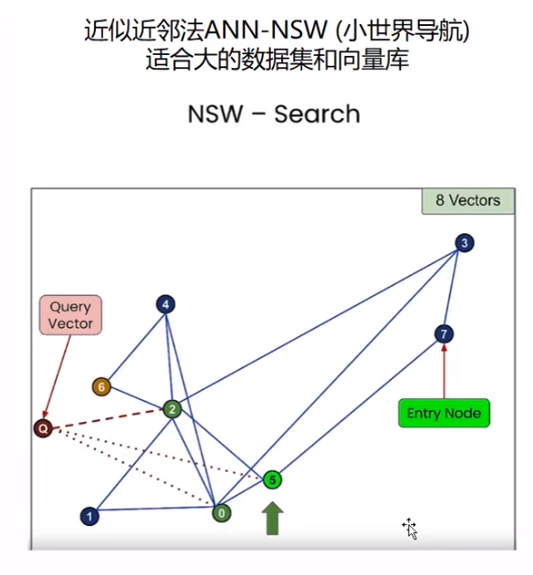 近似近邻法ANN-NSW (小世界导航)
适合大的数据集和向量库
NSW – Search
8 Vectors
3
Query
Vector
4
7
6
2
Entry Node
Q
5
1
0